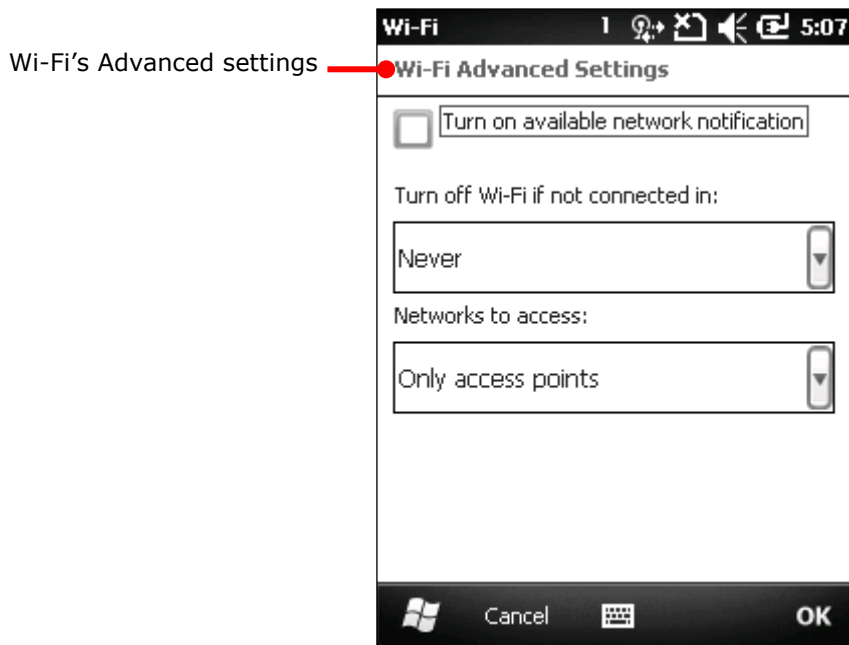 Wi-Fi 1 5:07
Wi-Fi’s Advanced settings
Wi-Fi Advanced Settings
Turn on available network notification
Turn off Wi-Fi if not connected in:
Never
Networks to access:
Only access points
Cancel OK